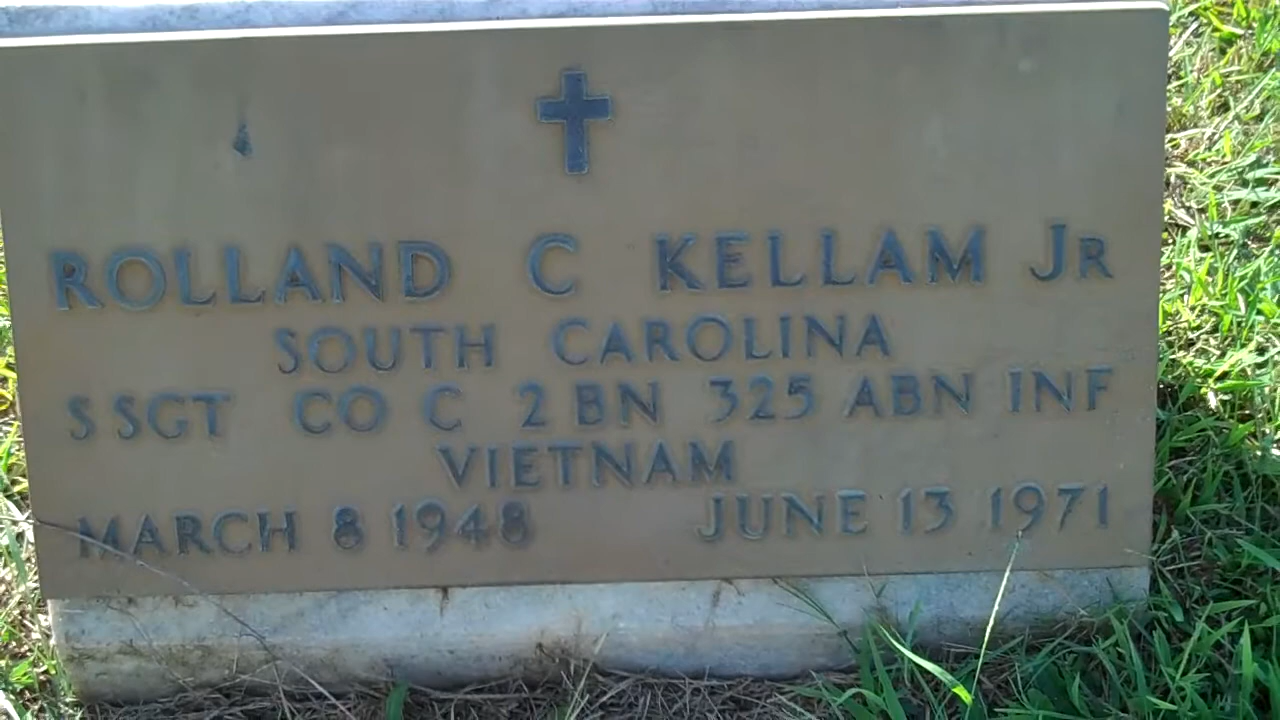 ROLLAND C KELLAM JR
SOUTH CAROLINA
S SGT CO C 2 BN 325 ABN INF
VIETNAM
MARCH 8 1948 JUNE 13 1971